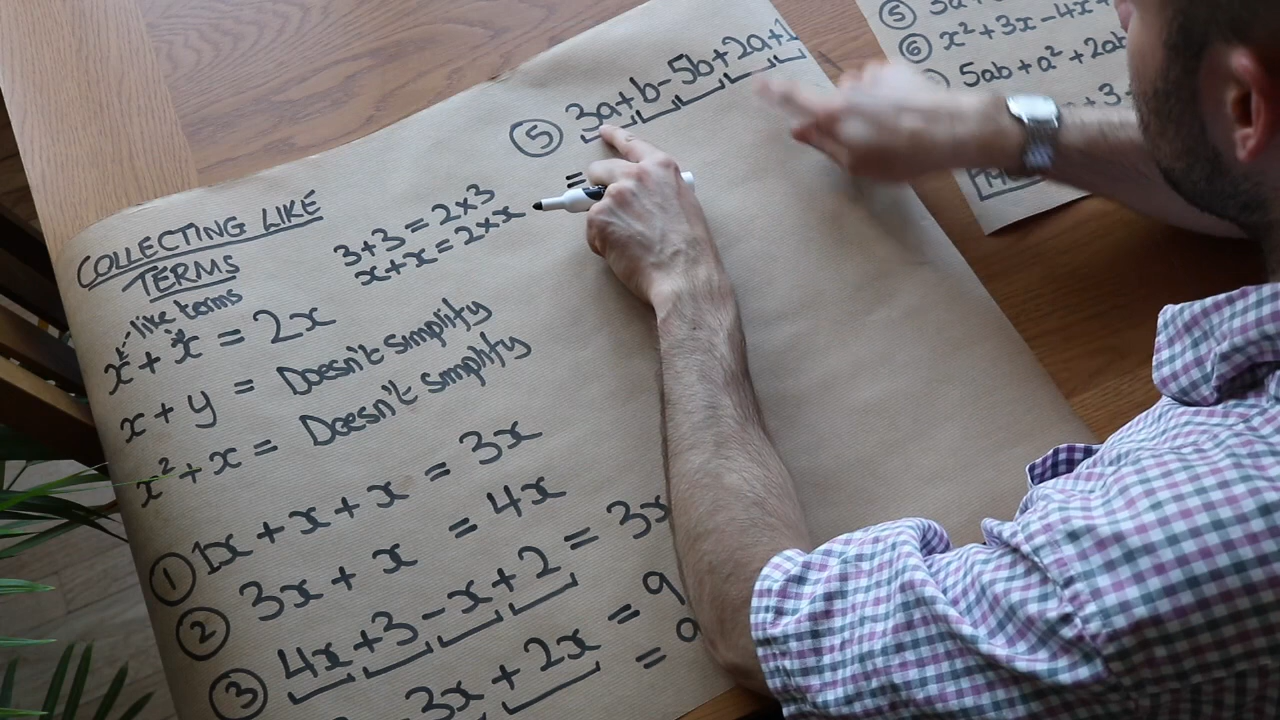 COLLECTING LIKE
TERMS
like terms
x + x = 2x
3+3 = 2×3
x+x = 2×x
x + y = Doesn't simplify
x² + x = Doesn't simplify
① 1x + x + x = 3x
② 3x + x = 4x
③ 4x+3-x+2 = 3x
3x + 2x = 9
=
⑤ 3a+b-5b+2a+1
=
⑤
⑥ x²+3x-4x+
5ab+a²+2ab
+3